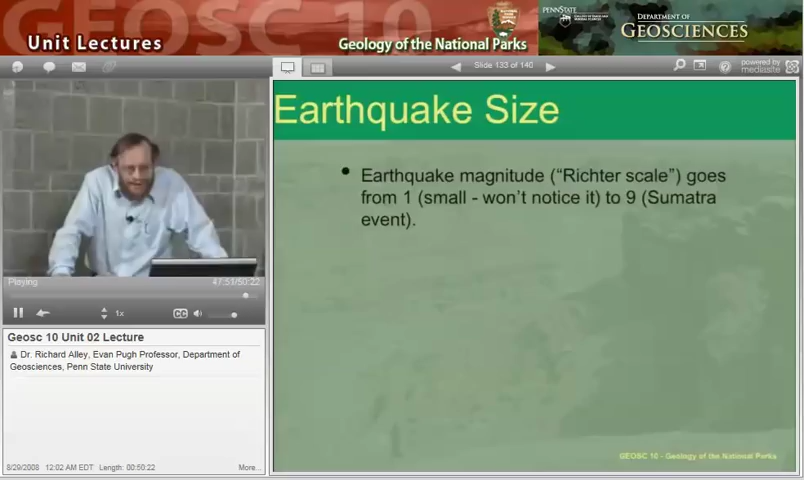 GEOSC 10
Unit Lectures
Geology of the National Parks
PENNSTATE
DEPARTMENT OF
GEOSCIENCES
Slide 133 of 140
powered by
mediasite
Earthquake Size
• Earthquake magnitude (“Richter scale”) goes
from 1 (small - won’t notice it) to 9 (Sumatra
event).
GEOSC 10 - Geology of the National Parks
Playing
47:51/50:22
1x
CC
Geosc 10 Unit 02 Lecture
Dr. Richard Alley, Evan Pugh Professor, Department of
Geosciences, Penn State University
8/29/2008 12:02 AM EDT Length: 00:50:22
More...